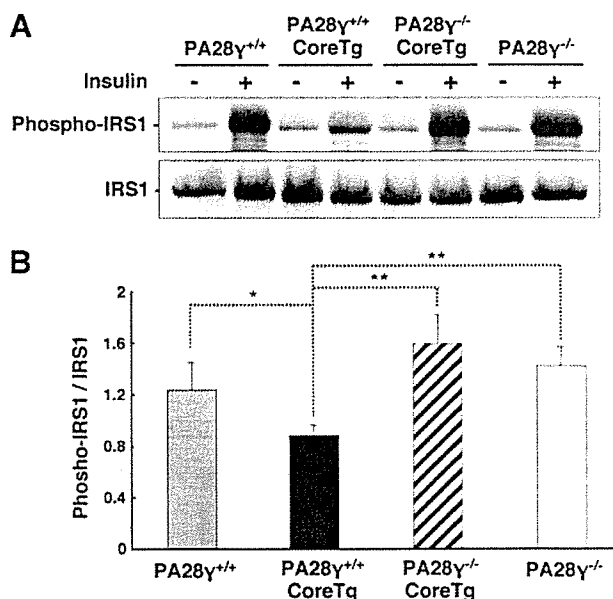 A
PA28γ+/+
PA28γ+/+ CoreTg
PA28γ-/- CoreTg
PA28γ-/-
Insulin - + - + - + - +
Phospho-IRS1
IRS1
B
**
**
*
2
1.6
1.2
0.8
0.4
0
Phosho-IRS1 / IRS1
PA28γ+/+
PA28γ+/+ CoreTg
PA28γ-/- CoreTg
PA28γ-/-